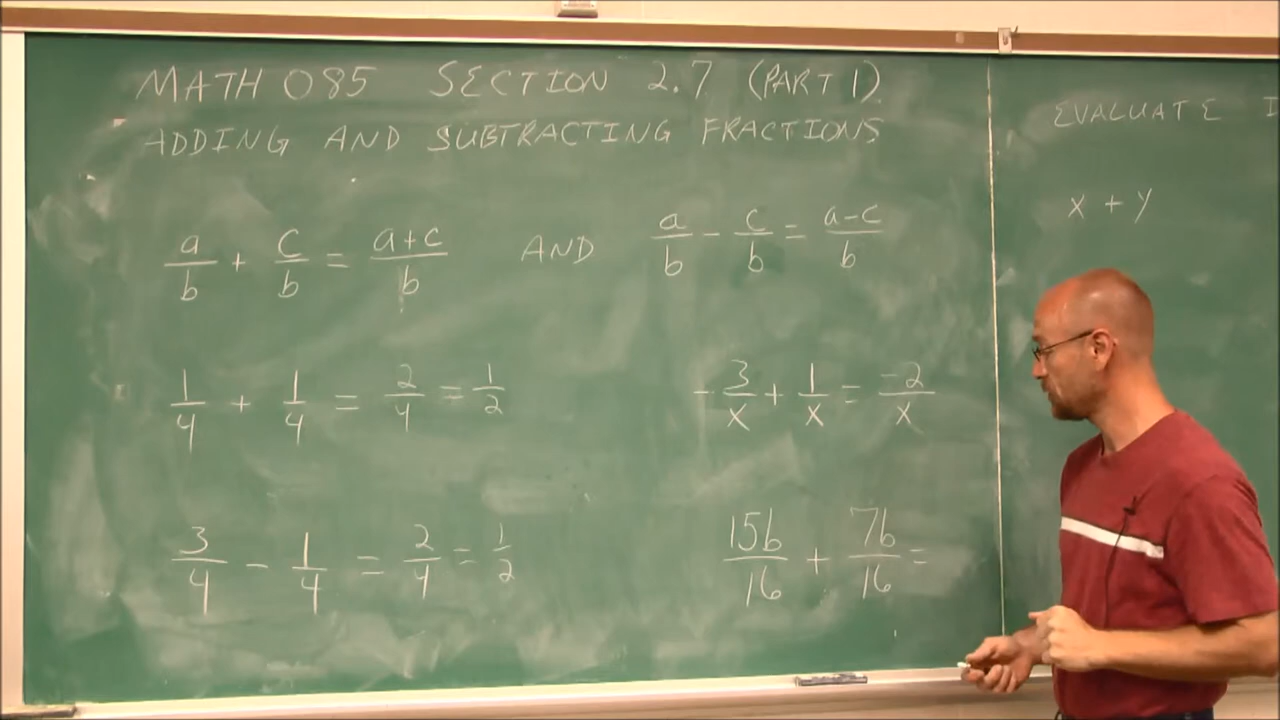 MATH 085 SECTION 2.7 (PART 1)
ADDING AND SUBTRACTING FRACTIONS
a/b + c/b = a+c/b AND a/b - c/b = a-c/b
1/4 + 1/4 = 2/4 = 1/2 -3/x + 1/x = -2/x
3/4 - 1/4 = 2/4 = 1/2 15b/16 + 7b/16 =
EVALUATE
x + y